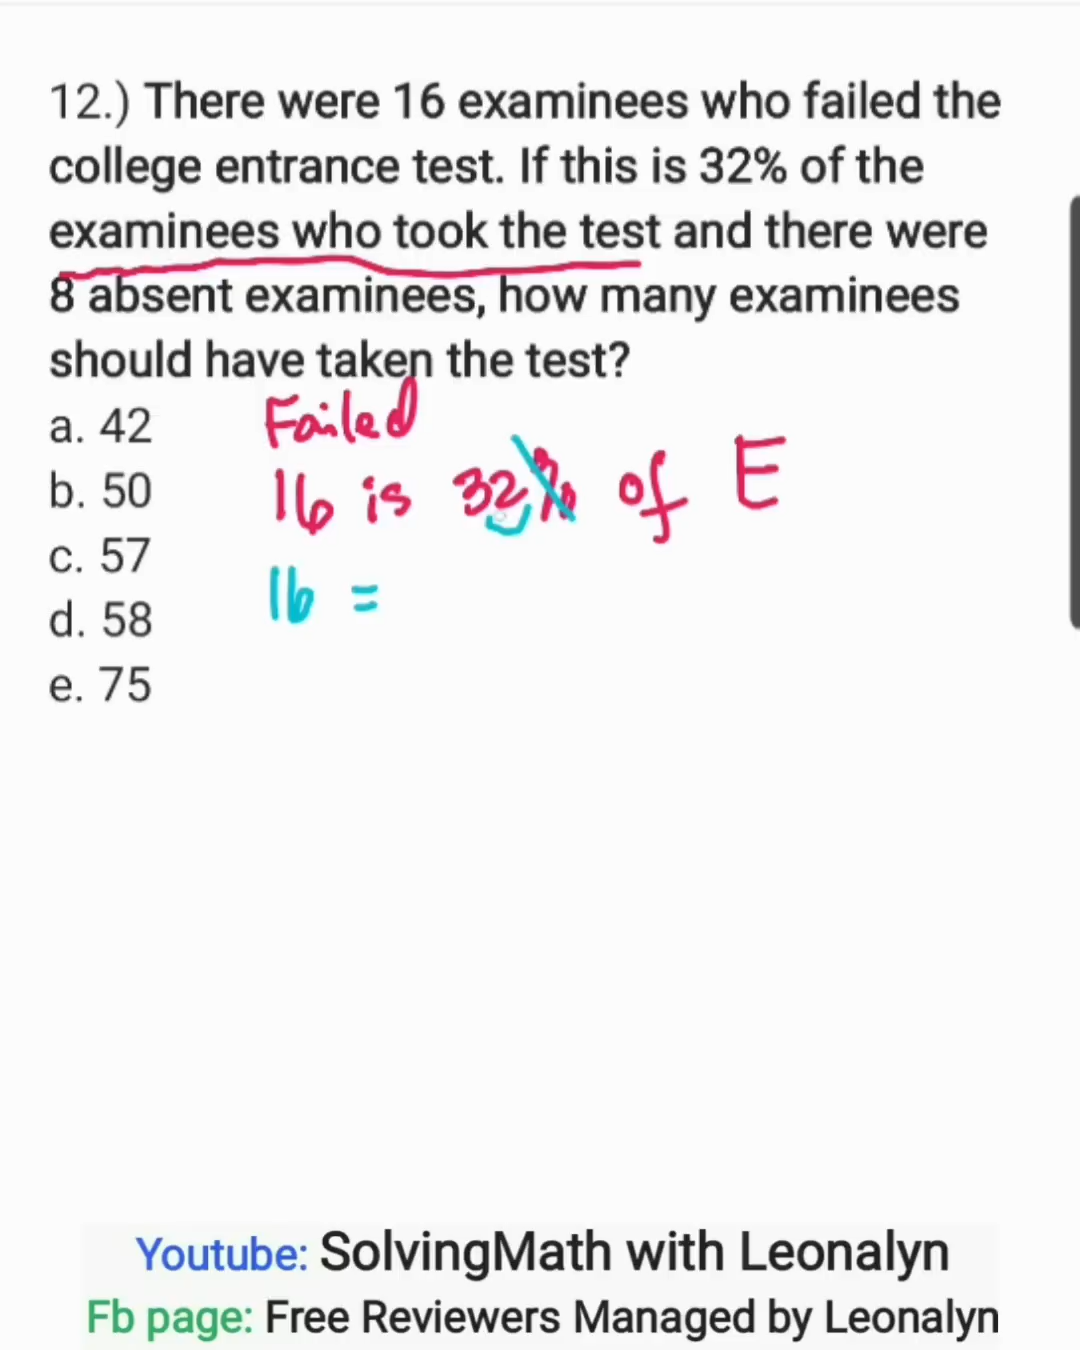 12.) There were 16 examinees who failed the
college entrance test. If this is 32% of the
examinees who took the test and there were
8 absent examinees, how many examinees
should have taken the test?
a. 42
b. 50
c. 57
d. 58
e. 75
Failed
16 is 32% of E
16 =
Youtube: SolvingMath with Leonalyn
Fb page: Free Reviewers Managed by Leonalyn